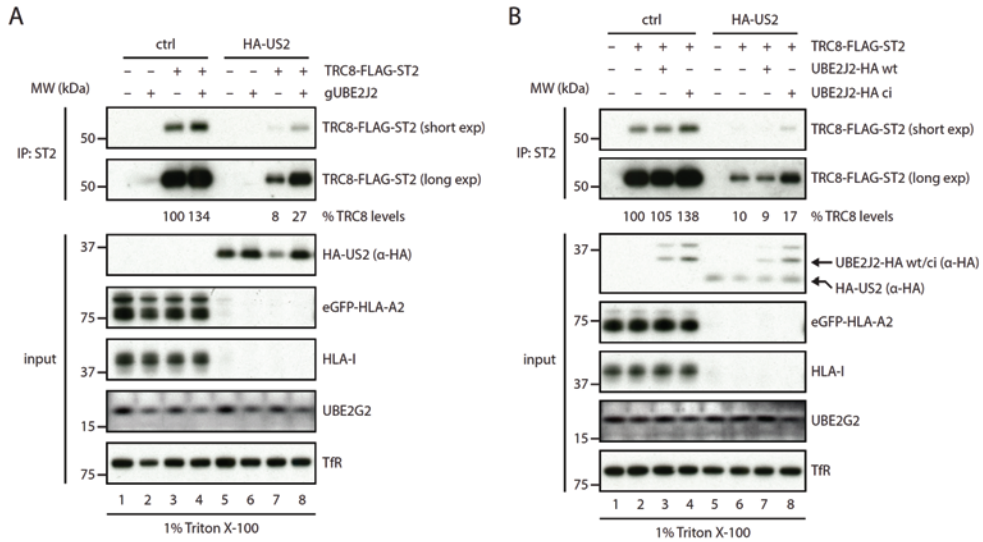 A
ctrl HA-US2
– – + + – – + + TRC8-FLAG-ST2
– + – + – + – + gUBE2J2
MW (kDa)
IP: ST2
50 TRC8-FLAG-ST2 (short exp)
50 TRC8-FLAG-ST2 (long exp)
100 134 8 27 % TRC8 levels
input
37 HA-US2 (α-HA)
75 eGFP-HLA-A2
37 HLA-I
15 UBE2G2
75 TfR
1 2 3 4 5 6 7 8
1% Triton X-100
B
ctrl HA-US2
– + + + – + + + TRC8-FLAG-ST2
– – + – – – + – UBE2J2-HA wt
– – – + – – – + UBE2J2-HA ci
MW (kDa)
IP: ST2
50 TRC8-FLAG-ST2 (short exp)
50 TRC8-FLAG-ST2 (long exp)
100 105 138 10 9 17 % TRC8 levels
input
37 UBE2J2-HA wt/ci (α-HA)
HA-US2 (α-HA)
75 eGFP-HLA-A2
37 HLA-I
15 UBE2G2
75 TfR
1 2 3 4 5 6 7 8
1% Triton X-100